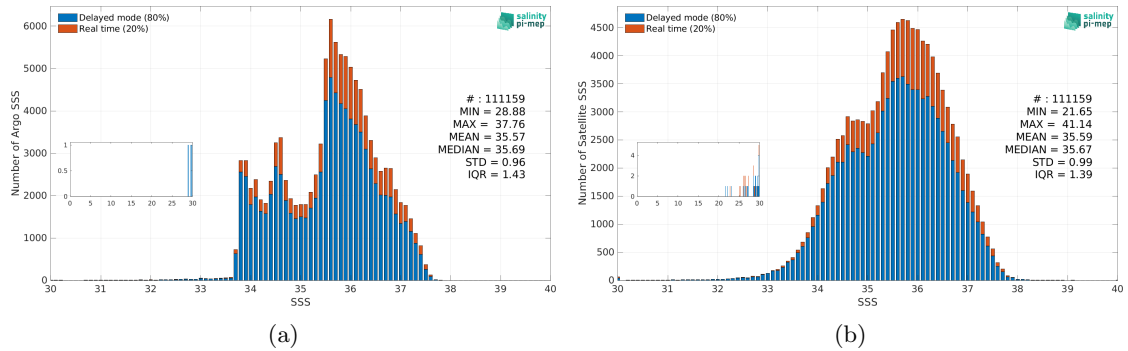 Delayed mode (80%)
Real time (20%)
salinity
pi-mep
Number of Argo SSS
6000
5000
4000
3000
2000
1000
0
# : 111159
MIN = 28.88
MAX = 37.76
MEAN = 35.57
MEDIAN = 35.69
STD = 0.96
IQR = 1.43
1
0.5
0
0 5 10 15 20 25 30
30 31 32 33 34 35 36 37 38 39 40
SSS
(a)
Delayed mode (80%)
Real time (20%)
salinity
pi-mep
Number of Satellite SSS
4500
4000
3500
3000
2500
2000
1500
1000
500
0
# : 111159
MIN = 21.65
MAX = 41.14
MEAN = 35.59
MEDIAN = 35.67
STD = 0.99
IQR = 1.39
4
2
0
0 5 10 15 20 25 30
30 31 32 33 34 35 36 37 38 39 40
SSS
(b)